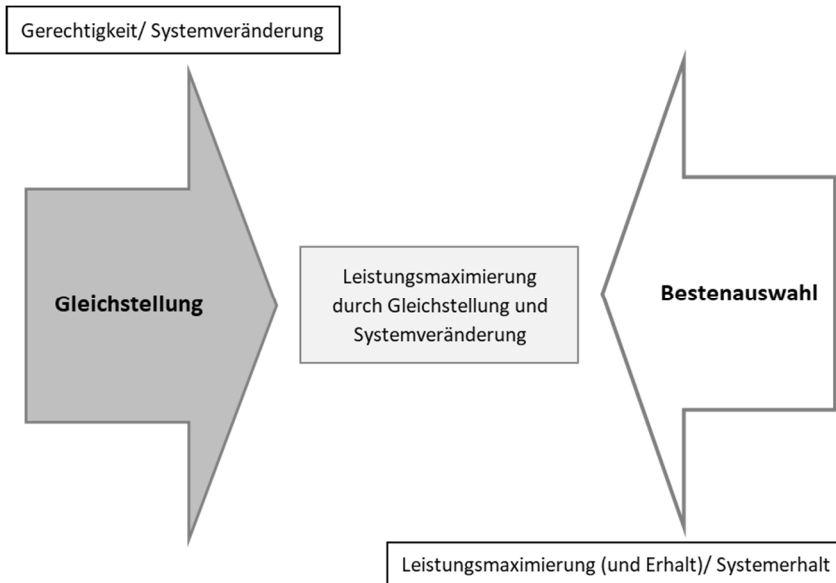 Gerechtigkeit/ Systemveränderung
Gleichstellung
Leistungsmaximierung
durch Gleichstellung und
Systemveränderung
Bestenauswahl
Leistungsmaximierung (und Erhalt)/ Systemerhalt